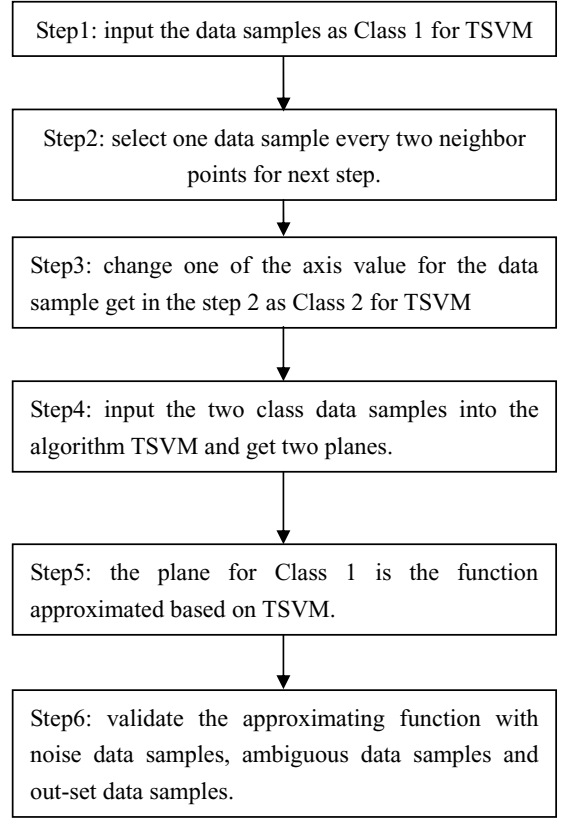 Step1: input the data samples as Class 1 for TSVM
Step2: select one data sample every two neighbor
points for next step.
Step3: change one of the axis value for the data
sample get in the step 2 as Class 2 for TSVM
Step4: input the two class data samples into the
algorithm TSVM and get two planes.
Step5: the plane for Class 1 is the function
approximated based on TSVM.
Step6: validate the approximating function with
noise data samples, ambiguous data samples and
out-set data samples.